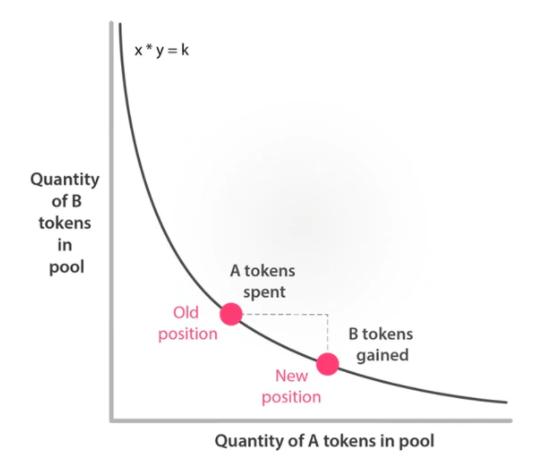 x * y = k
Quantity
of B
tokens
in
pool
A tokens
spent
Old
position
B tokens
gained
New
position
Quantity of A tokens in pool